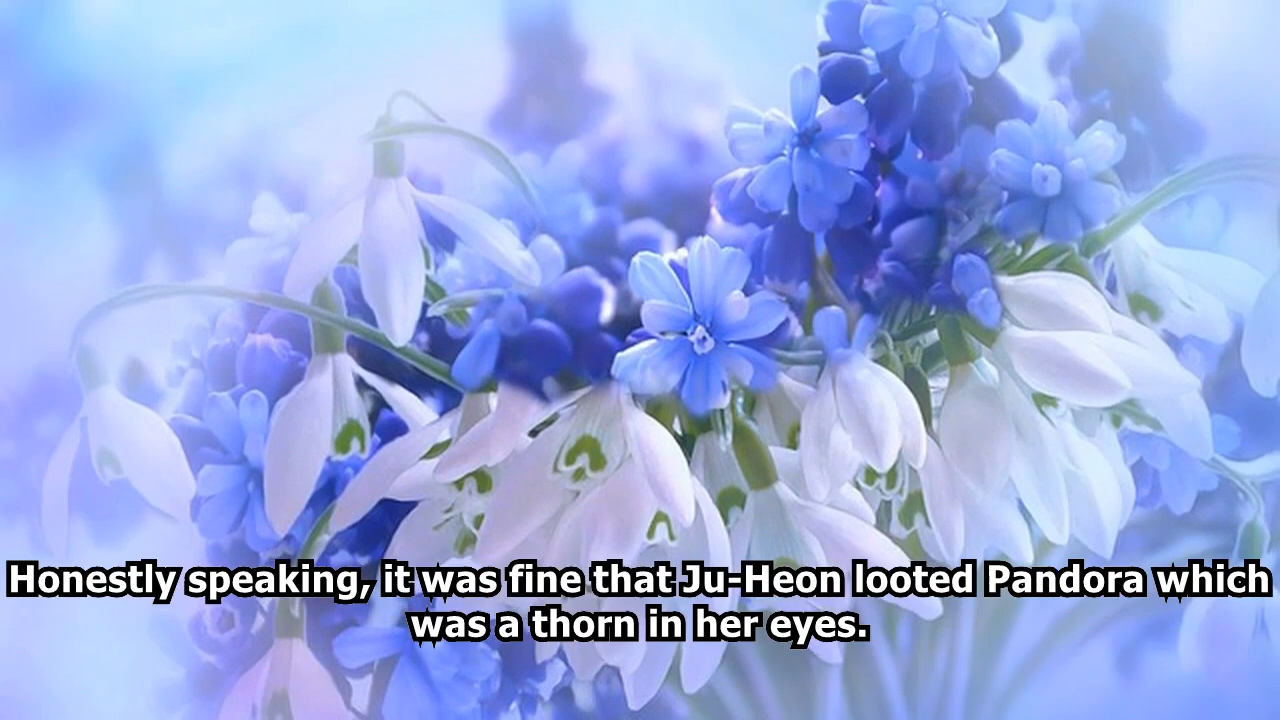 Honestly speaking, it was fine that Ju-Heon looted Pandora which
was a thorn in her eyes.